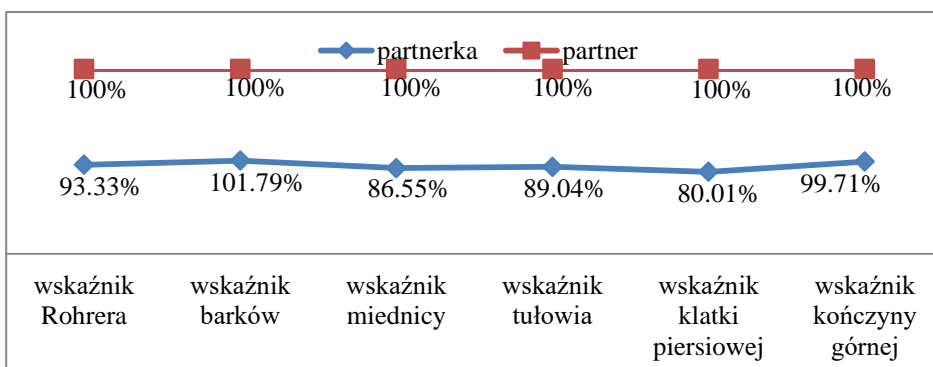 partnerka partner
100% 100% 100% 100% 100% 100%
93.33% 101.79% 86.55% 89.04% 80.01% 99.71%
wskaźnik Rohrera
wskaźnik barków
wskaźnik miednicy
wskaźnik tułowia
wskaźnik klatki piersiowej
wskaźnik kończyny górnej